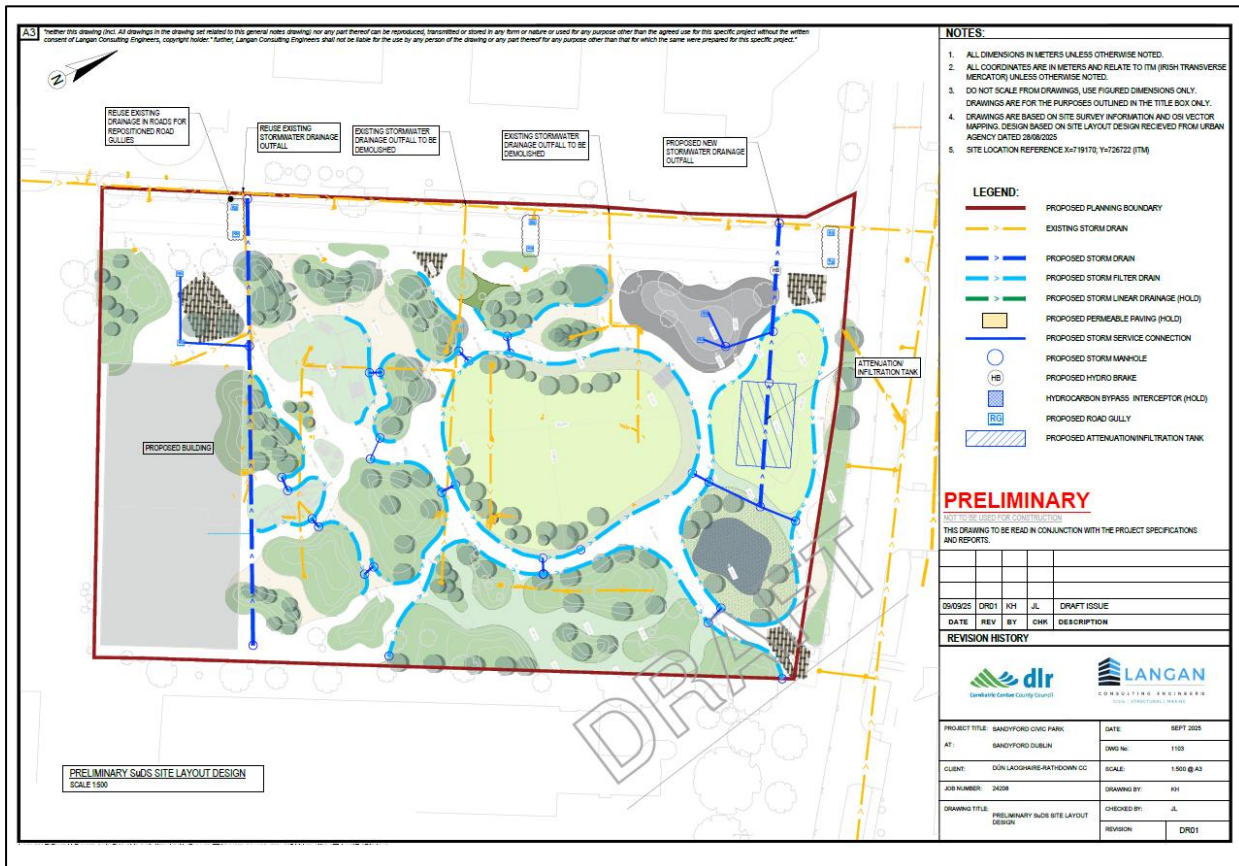 A3
"neither this drawing (incl. All drawings in the drawing set related to this general notes drawing) nor any part thereof can be reproduced, transmitted or stored in any form or nature or used for any purpose other than the agreed use for this specific project without the written
consent of Langan Consulting Engineers, copyright holder." further, Langan Consulting Engineers shall not be liable for the use by any person of the drawing or any part thereof for any purpose other than that for which the same were prepared for this specific project."
N
REUSE EXISTING
DRAINAGE IN ROADS FOR
REPOSITIONED ROAD
GULLIES
REUSE EXISTING
STORMWATER DRAINAGE
OUTFALL
EXISTING STORMWATER
DRAINAGE OUTFALL TO BE
DEMOLISHED
EXISTING STORMWATER
DRAINAGE OUTFALL TO BE
DEMOLISHED
PROPOSED NEW
STORMWATER DRAINAGE
OUTFALL
HB
ATTENUATION/
INFILTRATION TANK
PROPOSED BUILDING
DRAFT
PRELIMINARY SuDS SITE LAYOUT DESIGN
SCALE 1:500
NOTES:
1. ALL DIMENSIONS IN METERS UNLESS OTHERWISE NOTED.
2. ALL COORDINATES ARE IN METERS AND RELATE TO ITM (IRISH TRANSVERSE
MERCATOR) UNLESS OTHERWISE NOTED.
3. DO NOT SCALE FROM DRAWINGS, USE FIGURED DIMENSIONS ONLY.
DRAWINGS ARE FOR THE PURPOSES OUTLINED IN THE TITLE BOX ONLY.
4. DRAWINGS ARE BASED ON SITE SURVEY INFORMATION AND OSI VECTOR
MAPPING. DESIGN BASED ON SITE LAYOUT DESIGN RECIEVED FROM URBAN
AGENCY DATED 28/08/2025
5. SITE LOCATION REFERENCE X=719170; Y=726722 (ITM)
LEGEND:
PROPOSED PLANNING BOUNDARY
EXISTING STORM DRAIN
PROPOSED STORM DRAIN
PROPOSED STORM FILTER DRAIN
PROPOSED STORM LINEAR DRAINAGE (HOLD)
PROPOSED PERMEABLE PAVING (HOLD)
PROPOSED STORM SERVICE CONNECTION
PROPOSED STORM MANHOLE
HB PROPOSED HYDRO BRAKE
HYDROCARBON BYPASS INTERCEPTOR (HOLD)
RG PROPOSED ROAD GULLY
PROPOSED ATTENUATION/INFILTRATION TANK
PRELIMINARY
NOT TO BE USED FOR CONSTRUCTION
THIS DRAWING TO BE READ IN CONJUNCTION WITH THE PROJECT SPECIFICATIONS
AND REPORTS.
09/09/25 DR01 KH JL DRAFT ISSUE
DATE REV BY CHK DESCRIPTION
REVISION HISTORY
dlr
Comhairle Contae County Council
LANGAN
CONSULTING ENGINEERS
CIVIL | STRUCTURAL | MARINE
PROJECT TITLE: SANDYFORD CIVIC PARK
DATE: SEPT 2025
AT: SANDYFORD DUBLIN
DWG No: 1103
CLIENT: DÚN LAOGHAIRE-RATHDOWN CC
SCALE: 1:500 @ A3
JOB NUMBER: 24208
DRAWING BY: KH
DRAWING TITLE: PRELIMINARY SuDS SITE LAYOUT
DESIGN
CHECKED BY: JL
REVISION: DR01